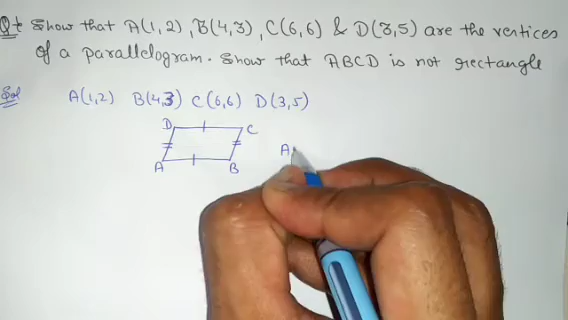 Q1 Show that A(1,2), B(4,3), C(6,6) & D(3,5) are the vertices
of a parallelogram. Show that ABCD is not rectangle
Sol A(1,2) B(4,3) C(6,6) D(3,5)
D C
A
A B